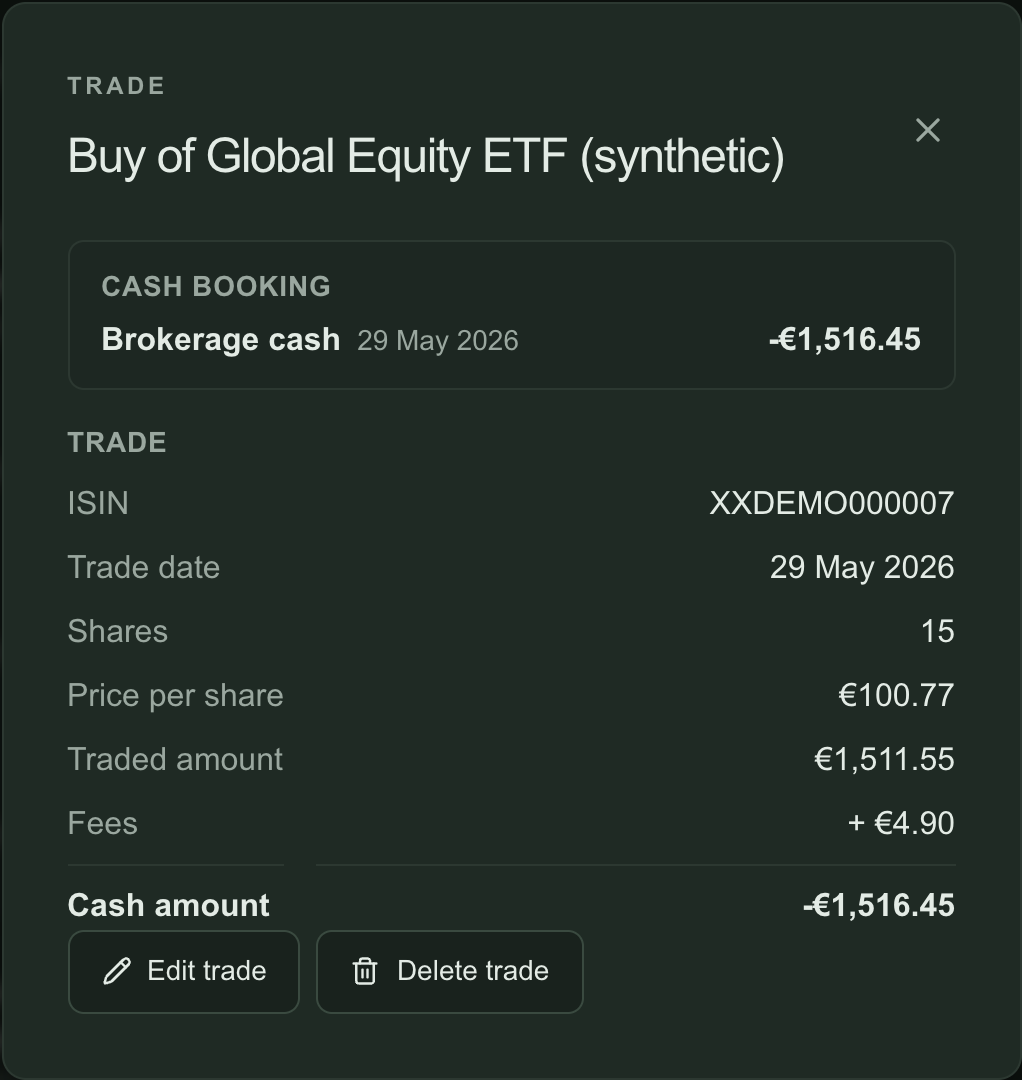 TRADE
Buy of Global Equity ETF (synthetic)
CASH BOOKING
Brokerage cash 29 May 2026 -€1,516.45
TRADE
ISIN XXDEMO000007
Trade date 29 May 2026
Shares 15
Price per share €100.77
Traded amount €1,511.55
Fees + €4.90
Cash amount -€1,516.45
Edit trade Delete trade